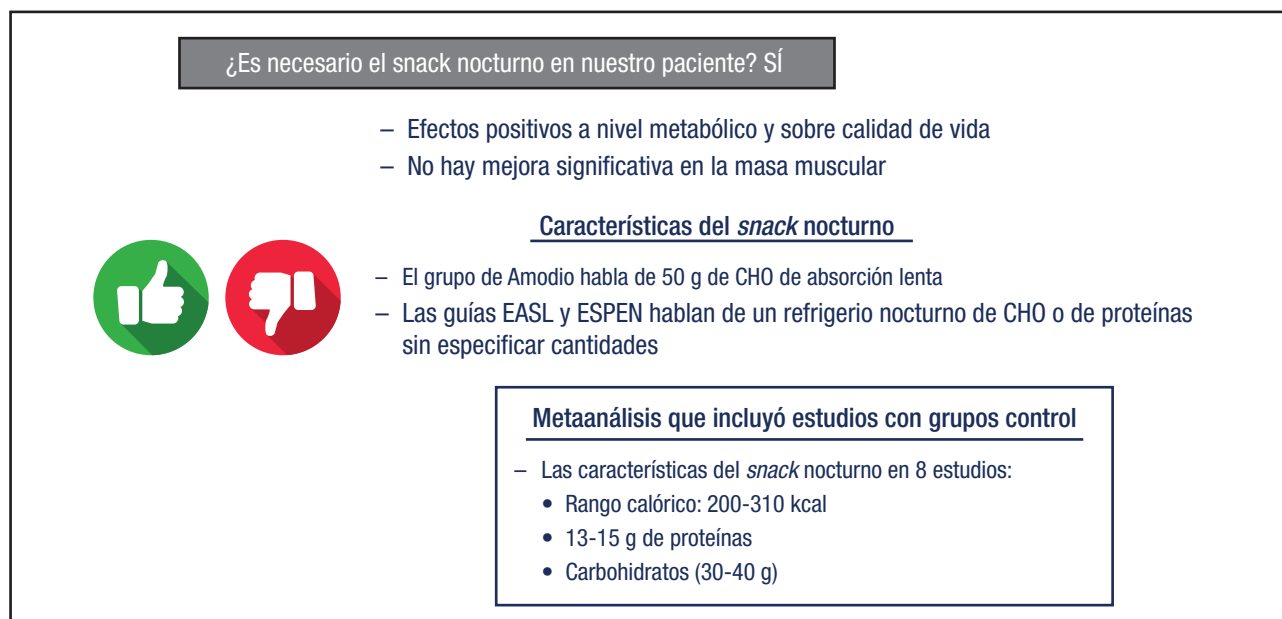 ¿Es necesario el snack nocturno en nuestro paciente? SÍ
– Efectos positivos a nivel metabólico y sobre calidad de vida
– No hay mejora significativa en la masa muscular
Características del snack nocturno
– El grupo de Amodio habla de 50 g de CHO de absorción lenta
– Las guías EASL y ESPEN hablan de un refrigerio nocturno de CHO o de proteínas
sin especificar cantidades
Metaanálisis que incluyó estudios con grupos control
– Las características del snack nocturno en 8 estudios:
• Rango calórico: 200-310 kcal
• 13-15 g de proteínas
• Carbohidratos (30-40 g)